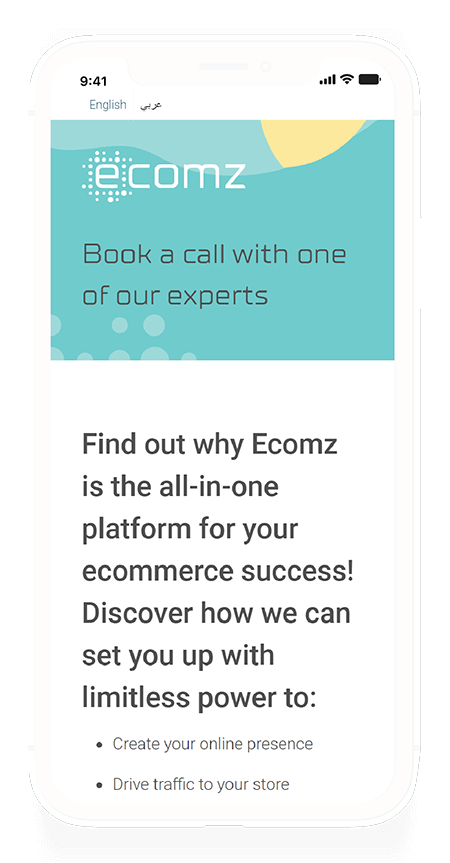 9:41
English عربي
ecomz
Book a call with one
of our experts
Find out why Ecomz
is the all-in-one
platform for your
ecommerce success!
Discover how we can
set you up with
limitless power to:
• Create your online presence
• Drive traffic to your store